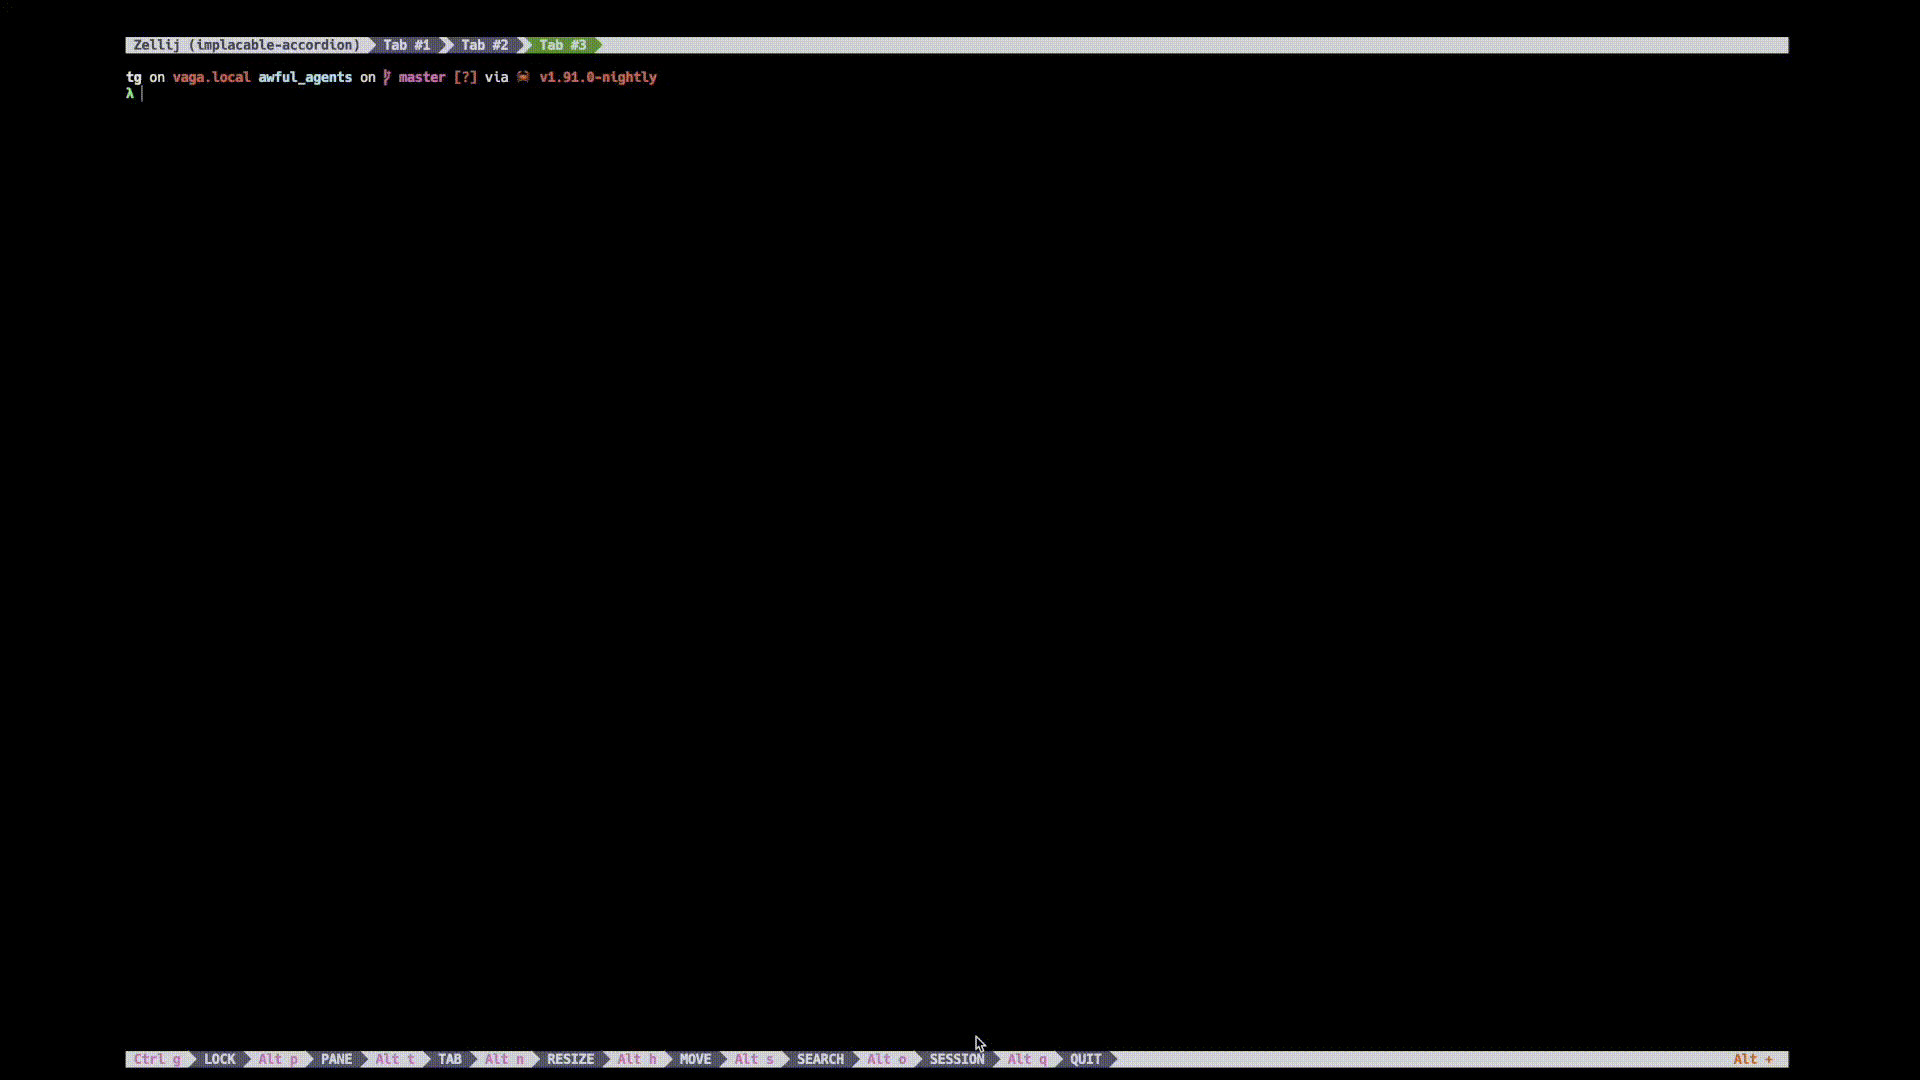 Zellij (implacable-accordion) Tab #1 Tab #2 Tab #3
tg on vaga.local awful_agents on master [?] via v1.91.0-nightly
λ
Ctrl g LOCK Alt p PANE Alt t TAB Alt n RESIZE Alt h MOVE Alt s SEARCH Alt o SESSION Alt q QUIT Alt +